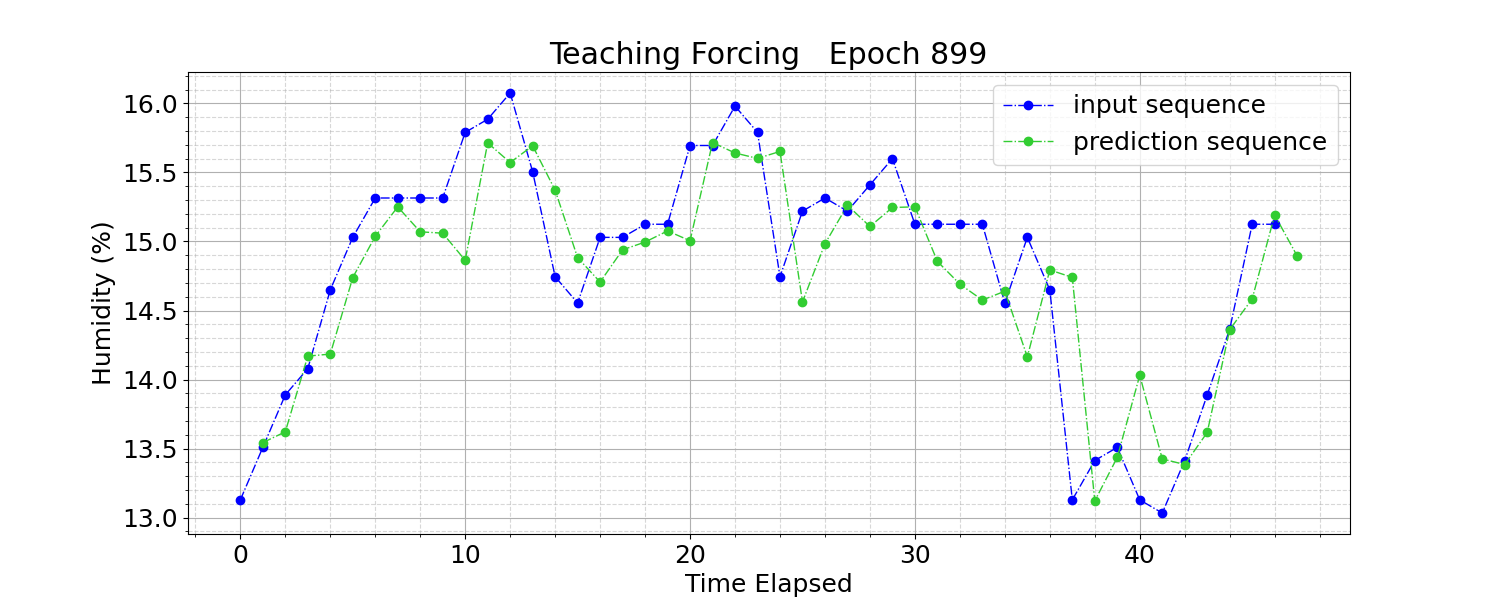 Teaching Forcing   Epoch 899
input sequence
prediction sequence
Humidity (%)
16.0
15.5
15.0
14.5
14.0
13.5
13.0
0 10 20 30 40
Time Elapsed